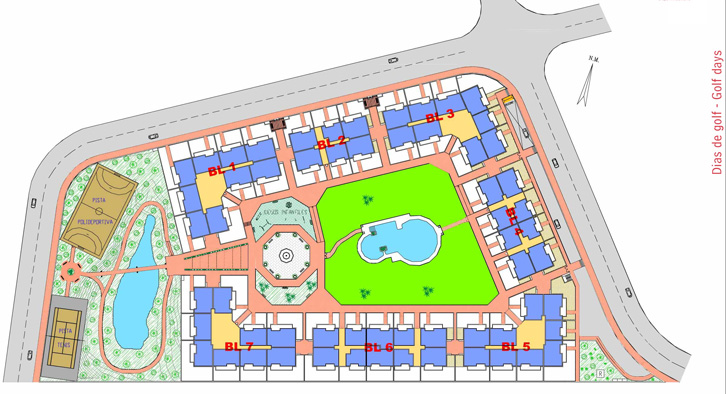 N.M.
Dias de golf - Golf days
BL 3
BL 2
BL 1
PISTA
POLIDEPORTIVA
JUEGOS INFANTILES
BL 4
PISTA
TENIS
BL 7
BL 6
BL 5